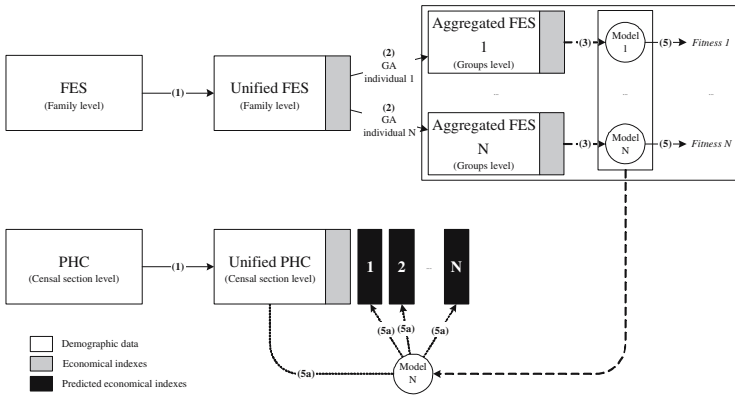 FES
(Family level)
(1)
Unified FES
(Family level)
(2)
GA
individual 1
(2)
GA
individual N
Aggregated FES
1
(Groups level)
(3)
Model
1
(5)
Fitness 1
...
...
...
Aggregated FES
N
(Groups level)
(3)
Model
N
(5)
Fitness N
PHC
(Censal section level)
(1)
Unified PHC
(Censal section level)
1
2
...
N
(5a)
(5a)
(5a)
(5a)
Model
N
Demographic data
Economical indexes
Predicted economical indexes